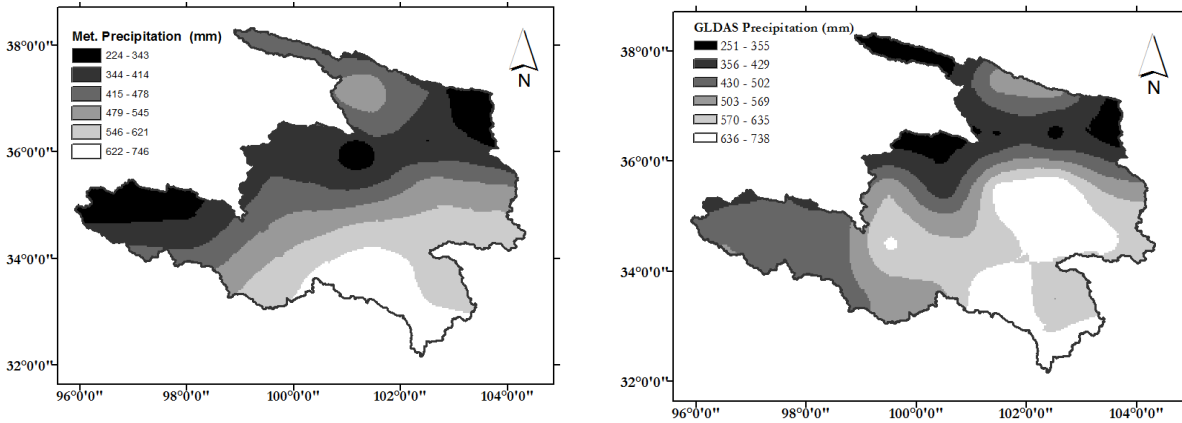 Met. Precipitation (mm)
224 - 343
344 - 414
415 - 478
479 - 545
546 - 621
622 - 746
N
38°0'0"
36°0'0"
34°0'0"
32°0'0"
96°0'0" 98°0'0" 100°0'0" 102°0'0" 104°0'0"
GLDAS Precipitation (mm)
251 - 355
356 - 429
430 - 502
503 - 569
570 - 635
636 - 738
N
38°0'0"
36°0'0"
34°0'0"
32°0'0"
96°0'0" 98°0'0" 100°0'0" 102°0'0" 104°0'0"